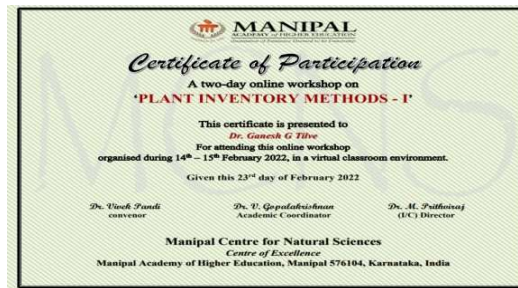 MANIPAL
ACADEMY of HIGHER EDUCATION
Certificate of Participation
A two-day online workshop on
‘PLANT INVENTORY METHODS - I’
This certificate is presented to
Dr. Ganesh G Tilve
For attending this online workshop
organised during 14th – 15th February 2022, in a virtual classroom environment.
Given this 23rd day of February 2022
Dr. Vivek Pandi Dr. U. Gopalakrishnan Dr. M. Prithviraj
convenor Academic Coordinator (I/C) Director
Manipal Centre for Natural Sciences
Centre of Excellence
Manipal Academy of Higher Education, Manipal 576104, Karnataka, India